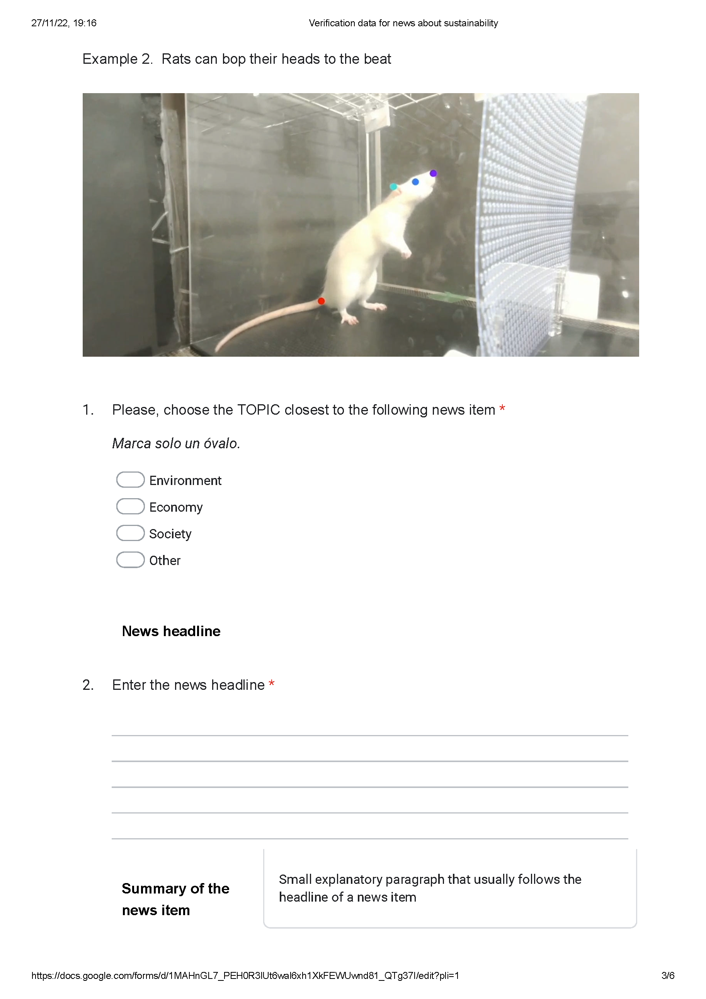 27/11/22, 19:16
Verification data for news about sustainability
Example 2. Rats can bop their heads to the beat
1. Please, choose the TOPIC closest to the following news item *
Marca solo un óvalo.
Environment
Economy
Society
Other
News headline
2. Enter the news headline *
Summary of the
news item
Small explanatory paragraph that usually follows the
headline of a news item
https://docs.google.com/forms/d/1MAHnGL7_PEH0R3IUt6wal6xh1XkFEWUwnd81_QTg37I/edit?pli=1
3/6